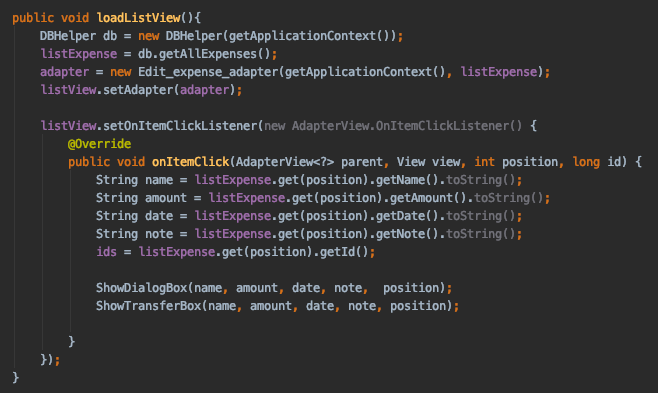 public void loadListView(){
DBHelper db = new DBHelper(getApplicationContext());
listExpense = db.getAllExpenses();
adapter = new Edit_expense_adapter(getApplicationContext(), listExpense);
listView.setAdapter(adapter);
listView.setOnItemClickListener(new AdapterView.OnItemClickListener() {
@Override
public void onItemClick(AdapterView<?> parent, View view, int position, long id) {
String name = listExpense.get(position).getName().toString();
String amount = listExpense.get(position).getAmount().toString();
String date = listExpense.get(position).getDate().toString();
String note = listExpense.get(position).getNote().toString();
ids = listExpense.get(position).getId();
ShowDialogBox(name, amount, date, note,  position);
ShowTransferBox(name, amount, date, note, position);
}
});
}